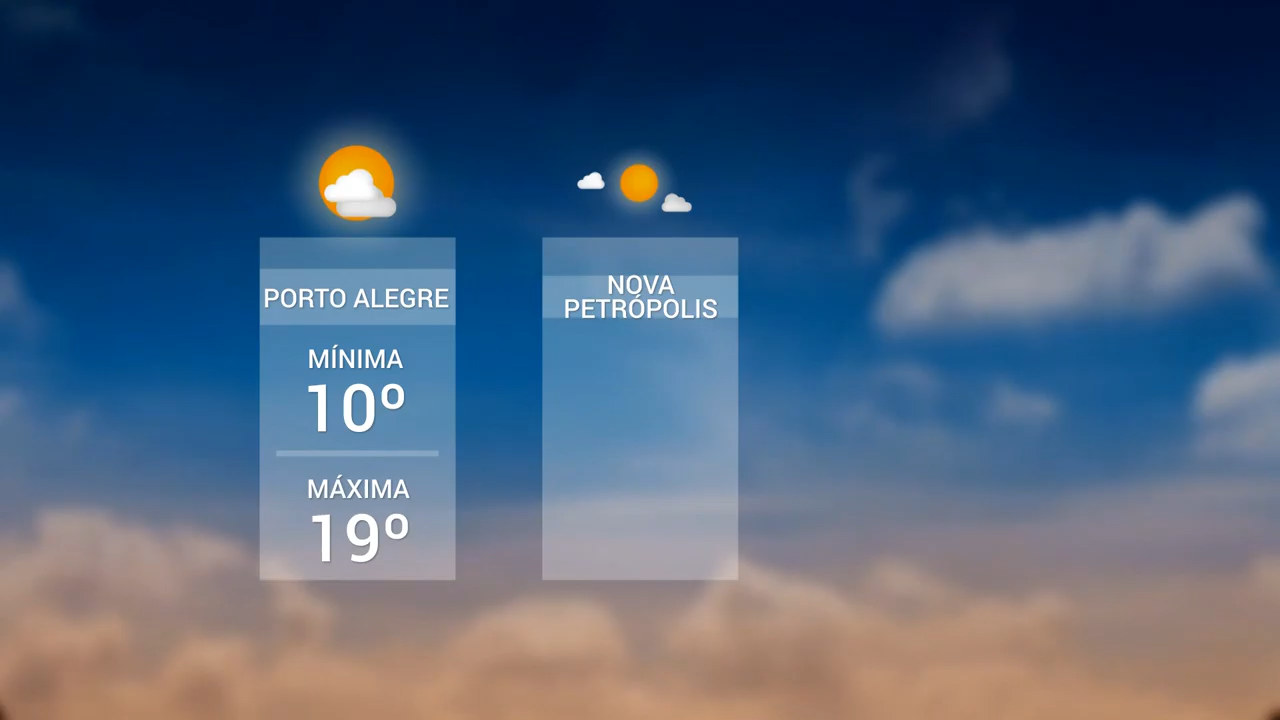 PORTO ALEGRE
MÍNIMA
10º
MÁXIMA
19º
NOVA
PETRÓPOLIS